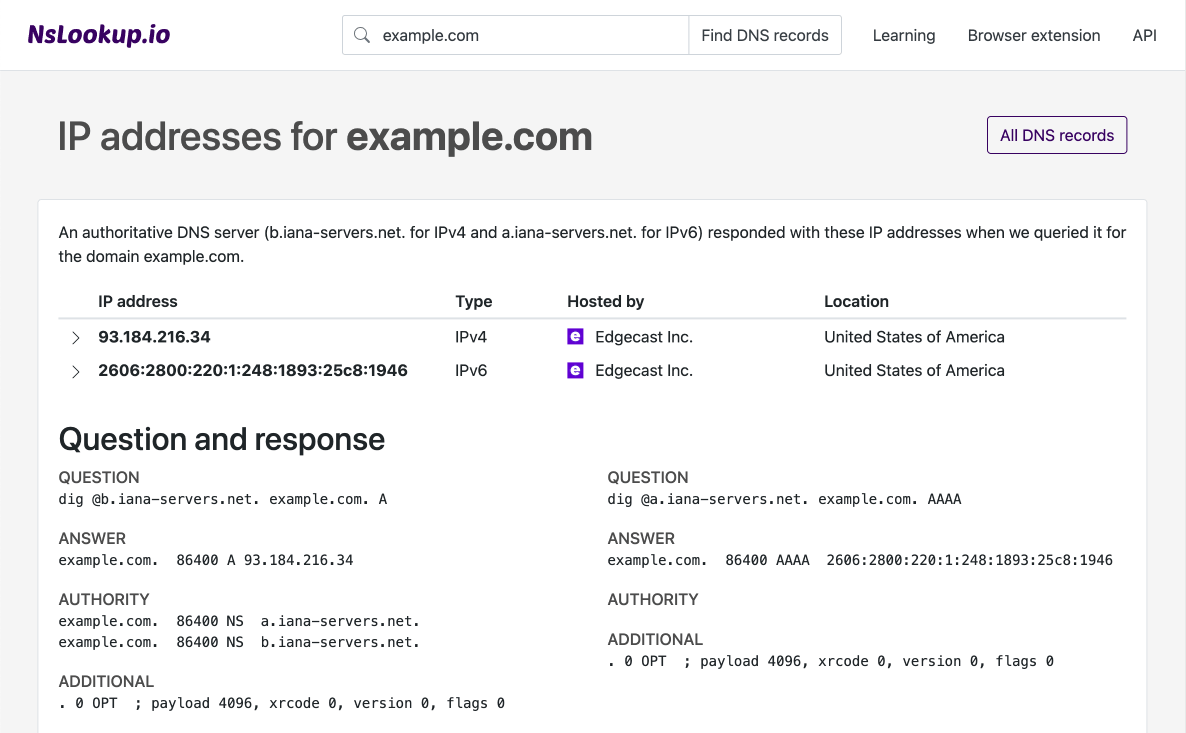 NsLookup.io
example.com
Find DNS records
Learning
Browser extension
API
IP addresses for example.com
All DNS records
An authoritative DNS server (b.iana-servers.net. for IPv4 and a.iana-servers.net. for IPv6) responded with these IP addresses when we queried it for
the domain example.com.
IP address Type Hosted by Location
93.184.216.34 IPv4 e Edgecast Inc. United States of America
2606:2800:220:1:248:1893:25c8:1946 IPv6 e Edgecast Inc. United States of America
Question and response
QUESTION
dig @b.iana-servers.net. example.com. A
ANSWER
example.com. 86400 A 93.184.216.34
AUTHORITY
example.com. 86400 NS a.iana-servers.net.
example.com. 86400 NS b.iana-servers.net.
ADDITIONAL
. 0 OPT ; payload 4096, xrcode 0, version 0, flags 0
QUESTION
dig @a.iana-servers.net. example.com. AAAA
ANSWER
example.com. 86400 AAAA 2606:2800:220:1:248:1893:25c8:1946
AUTHORITY
ADDITIONAL
. 0 OPT ; payload 4096, xrcode 0, version 0, flags 0